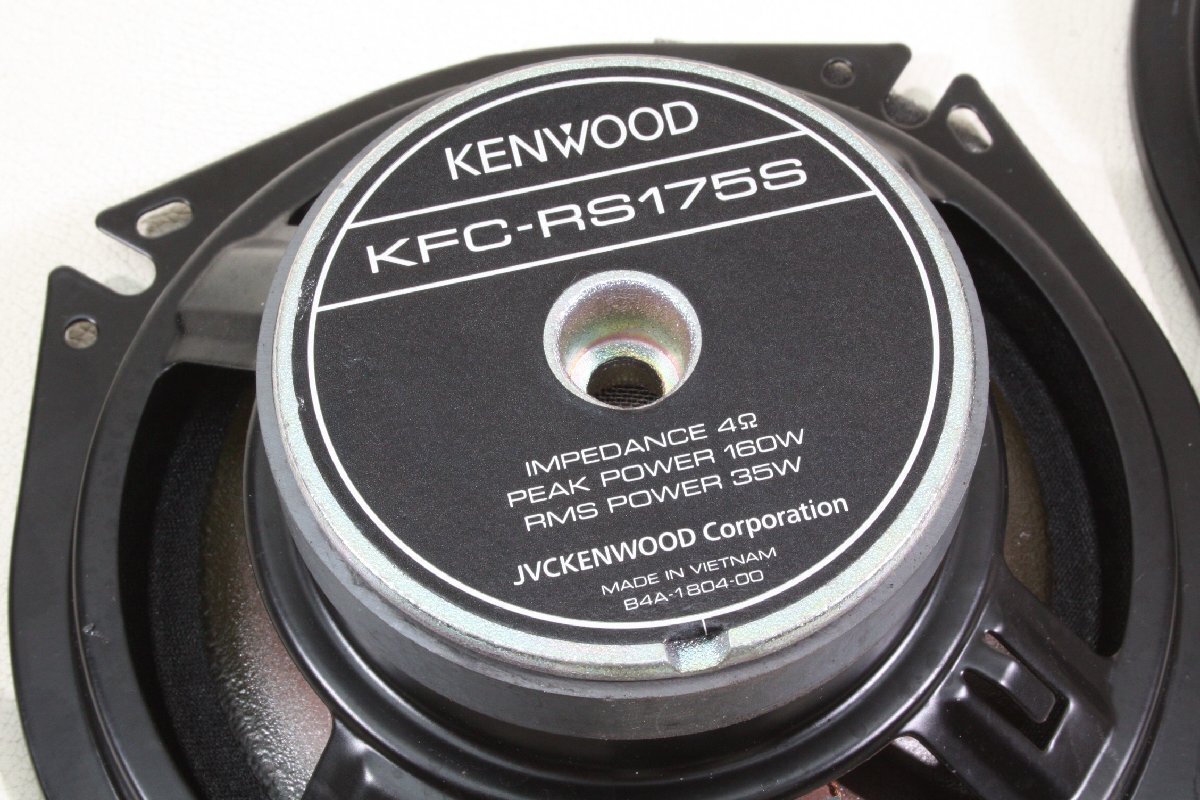 KENWOOD
KFC-RS175S
IMPEDANCE 4Ω
PEAK POWER 160W
RMS POWER 35W
JVCKENWOOD Corporation
MADE IN VIETNAM
B4A-1804-00